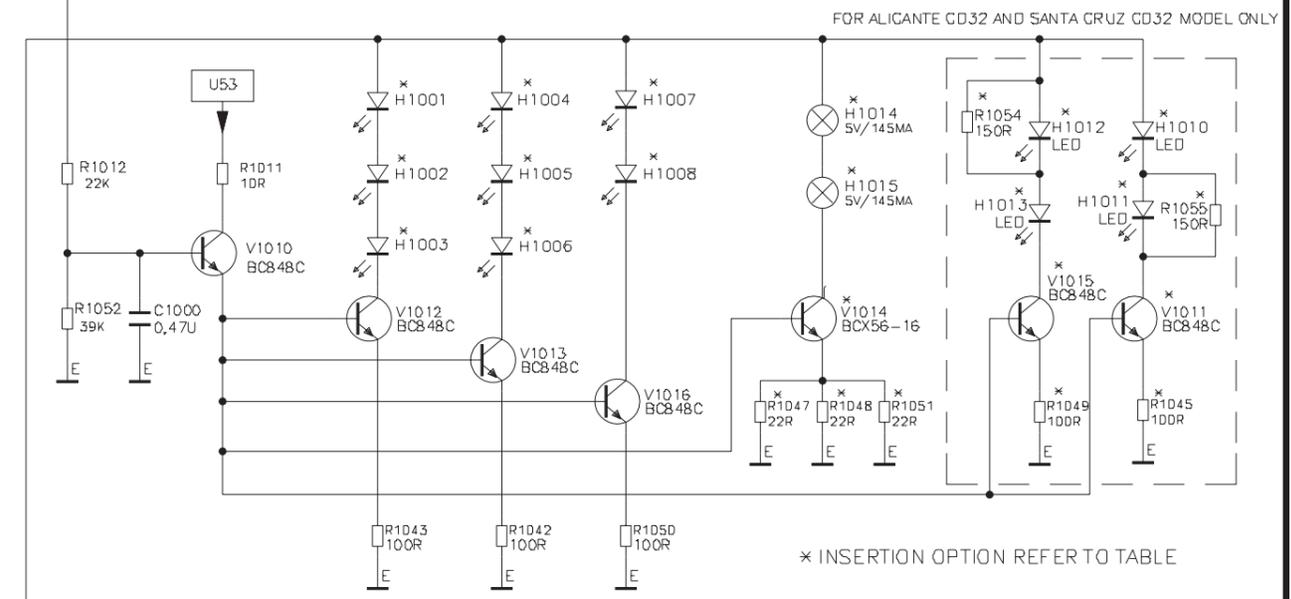 FOR ALICANTE CD32 AND SANTA CRUZ CD32 MODEL ONLY
U53
* H1001
* H1004
* H1007
* H1014
5V/145MA
* R1054
150R
* H1012
LED
* H1010
LED
R1012
22K
R1011
10R
* H1002
* H1005
* H1008
* H1015
5V/145MA
* H1013
LED
* H1011
LED
* R1055
150R
V1010
BC848C
* H1003
* H1006
R1052
39K
C1000
0,47U
V1012
BC848C
V1013
BC848C
V1016
BC848C
* V1014
BCX56-16
* V1015
BC848C
* V1011
BC848C
E
E
* R1047
22R
* R1048
22R
* R1051
22R
* R1049
100R
* R1045
100R
E
E
E
E
E
R1043
100R
R1042
100R
R1050
100R
E
E
E
* INSERTION OPTION REFER TO TABLE